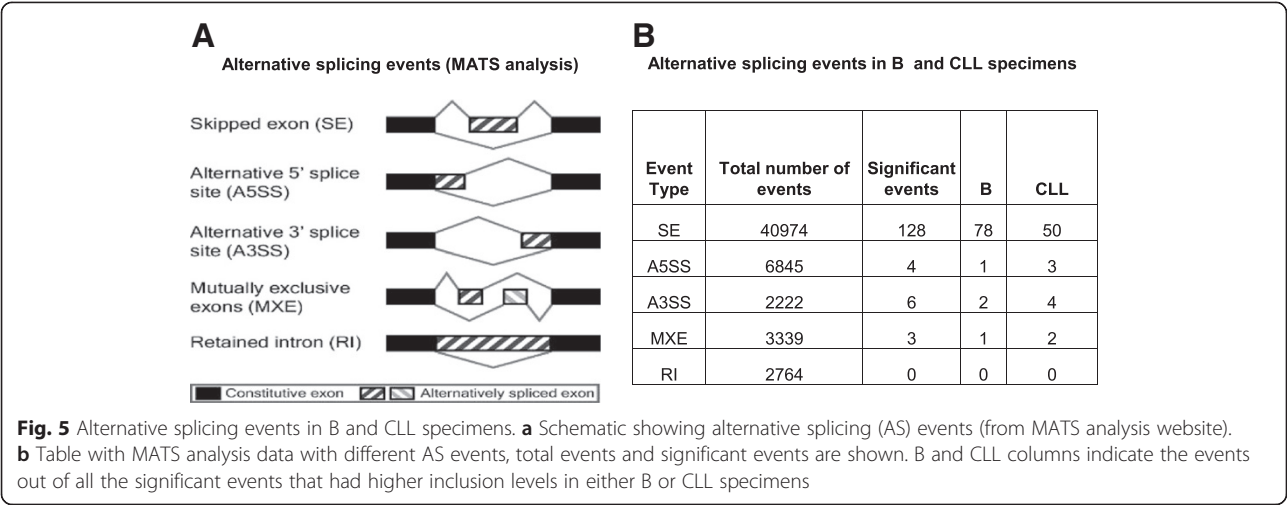 A
Alternative splicing events (MATS analysis)
Skipped exon (SE)
Alternative 5' splice
site (A5SS)
Alternative 3' splice
site (A3SS)
Mutually exclusive
exons (MXE)
Retained intron (RI)
Constitutive exon Alternatively spliced exon
B
Alternative splicing events in B and CLL specimens
Event Type Total number of events Significant events B CLL
SE 40974 128 78 50
A5SS 6845 4 1 3
A3SS 2222 6 2 4
MXE 3339 3 1 2
RI 2764 0 0 0
Fig. 5 Alternative splicing events in B and CLL specimens. a Schematic showing alternative splicing (AS) events (from MATS analysis website).
b Table with MATS analysis data with different AS events, total events and significant events are shown. B and CLL columns indicate the events
out of all the significant events that had higher inclusion levels in either B or CLL specimens